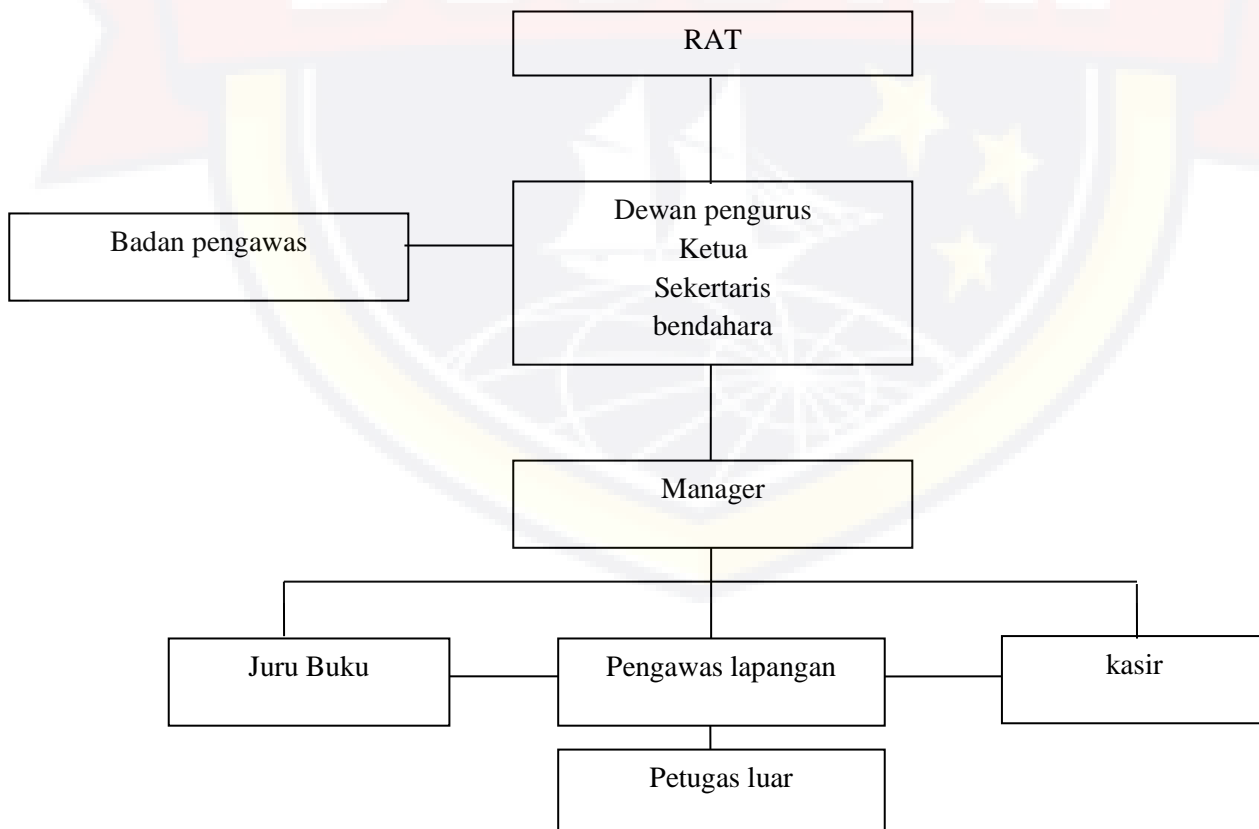 RAT
Badan pengawas
Dewan pengurus
Ketua
Sekertaris
bendahara
Manager
Juru Buku
Pengawas lapangan
kasir
Petugas luar